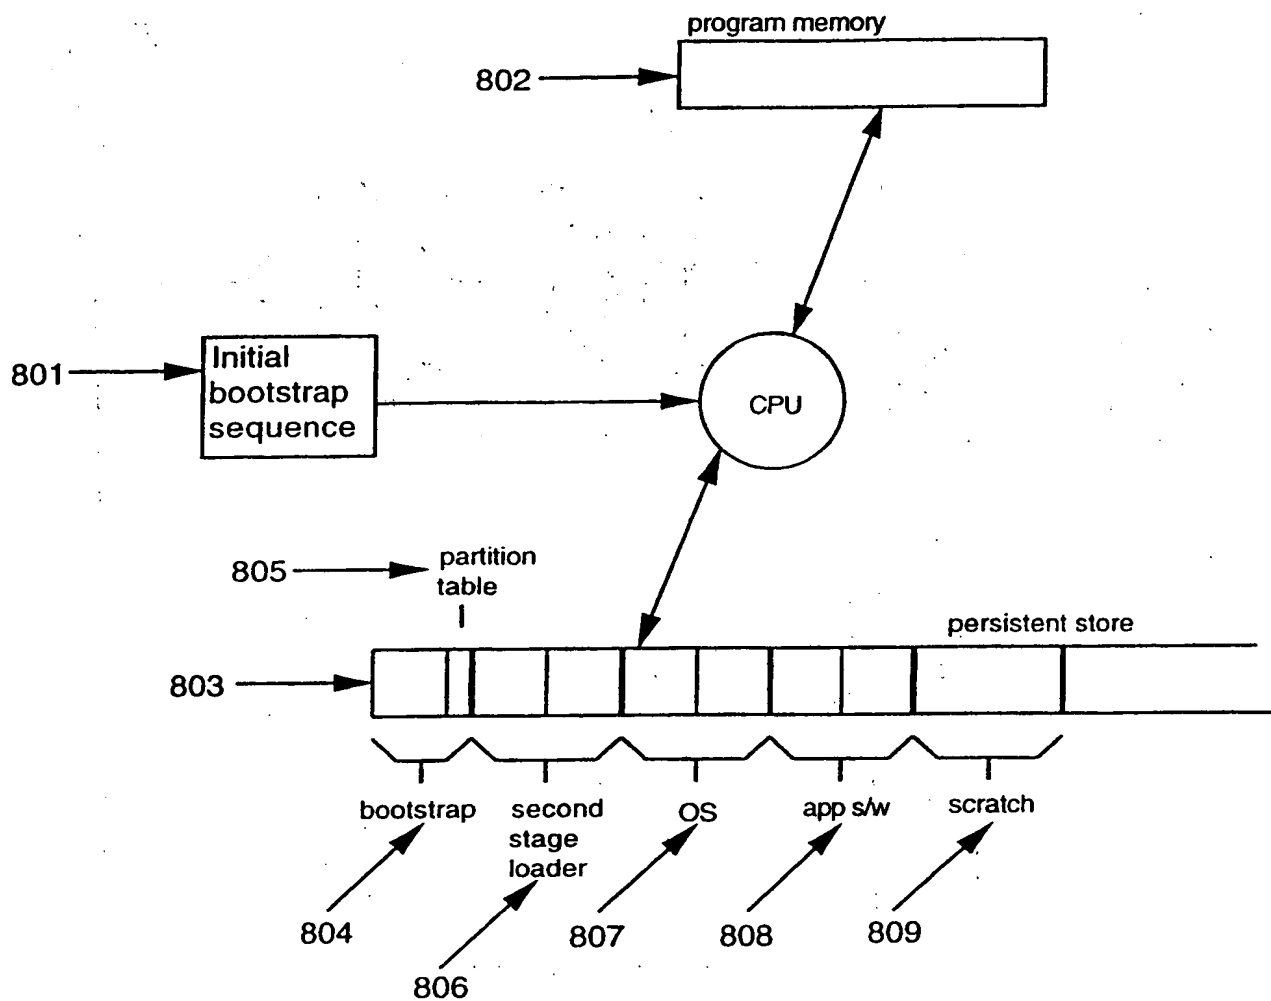 program memory
802
801
Initial
bootstrap
sequence
CPU
805
partition
table
persistent store
803
bootstrap
second
stage
loader
OS
app s/w
scratch
804
806
807
808
809